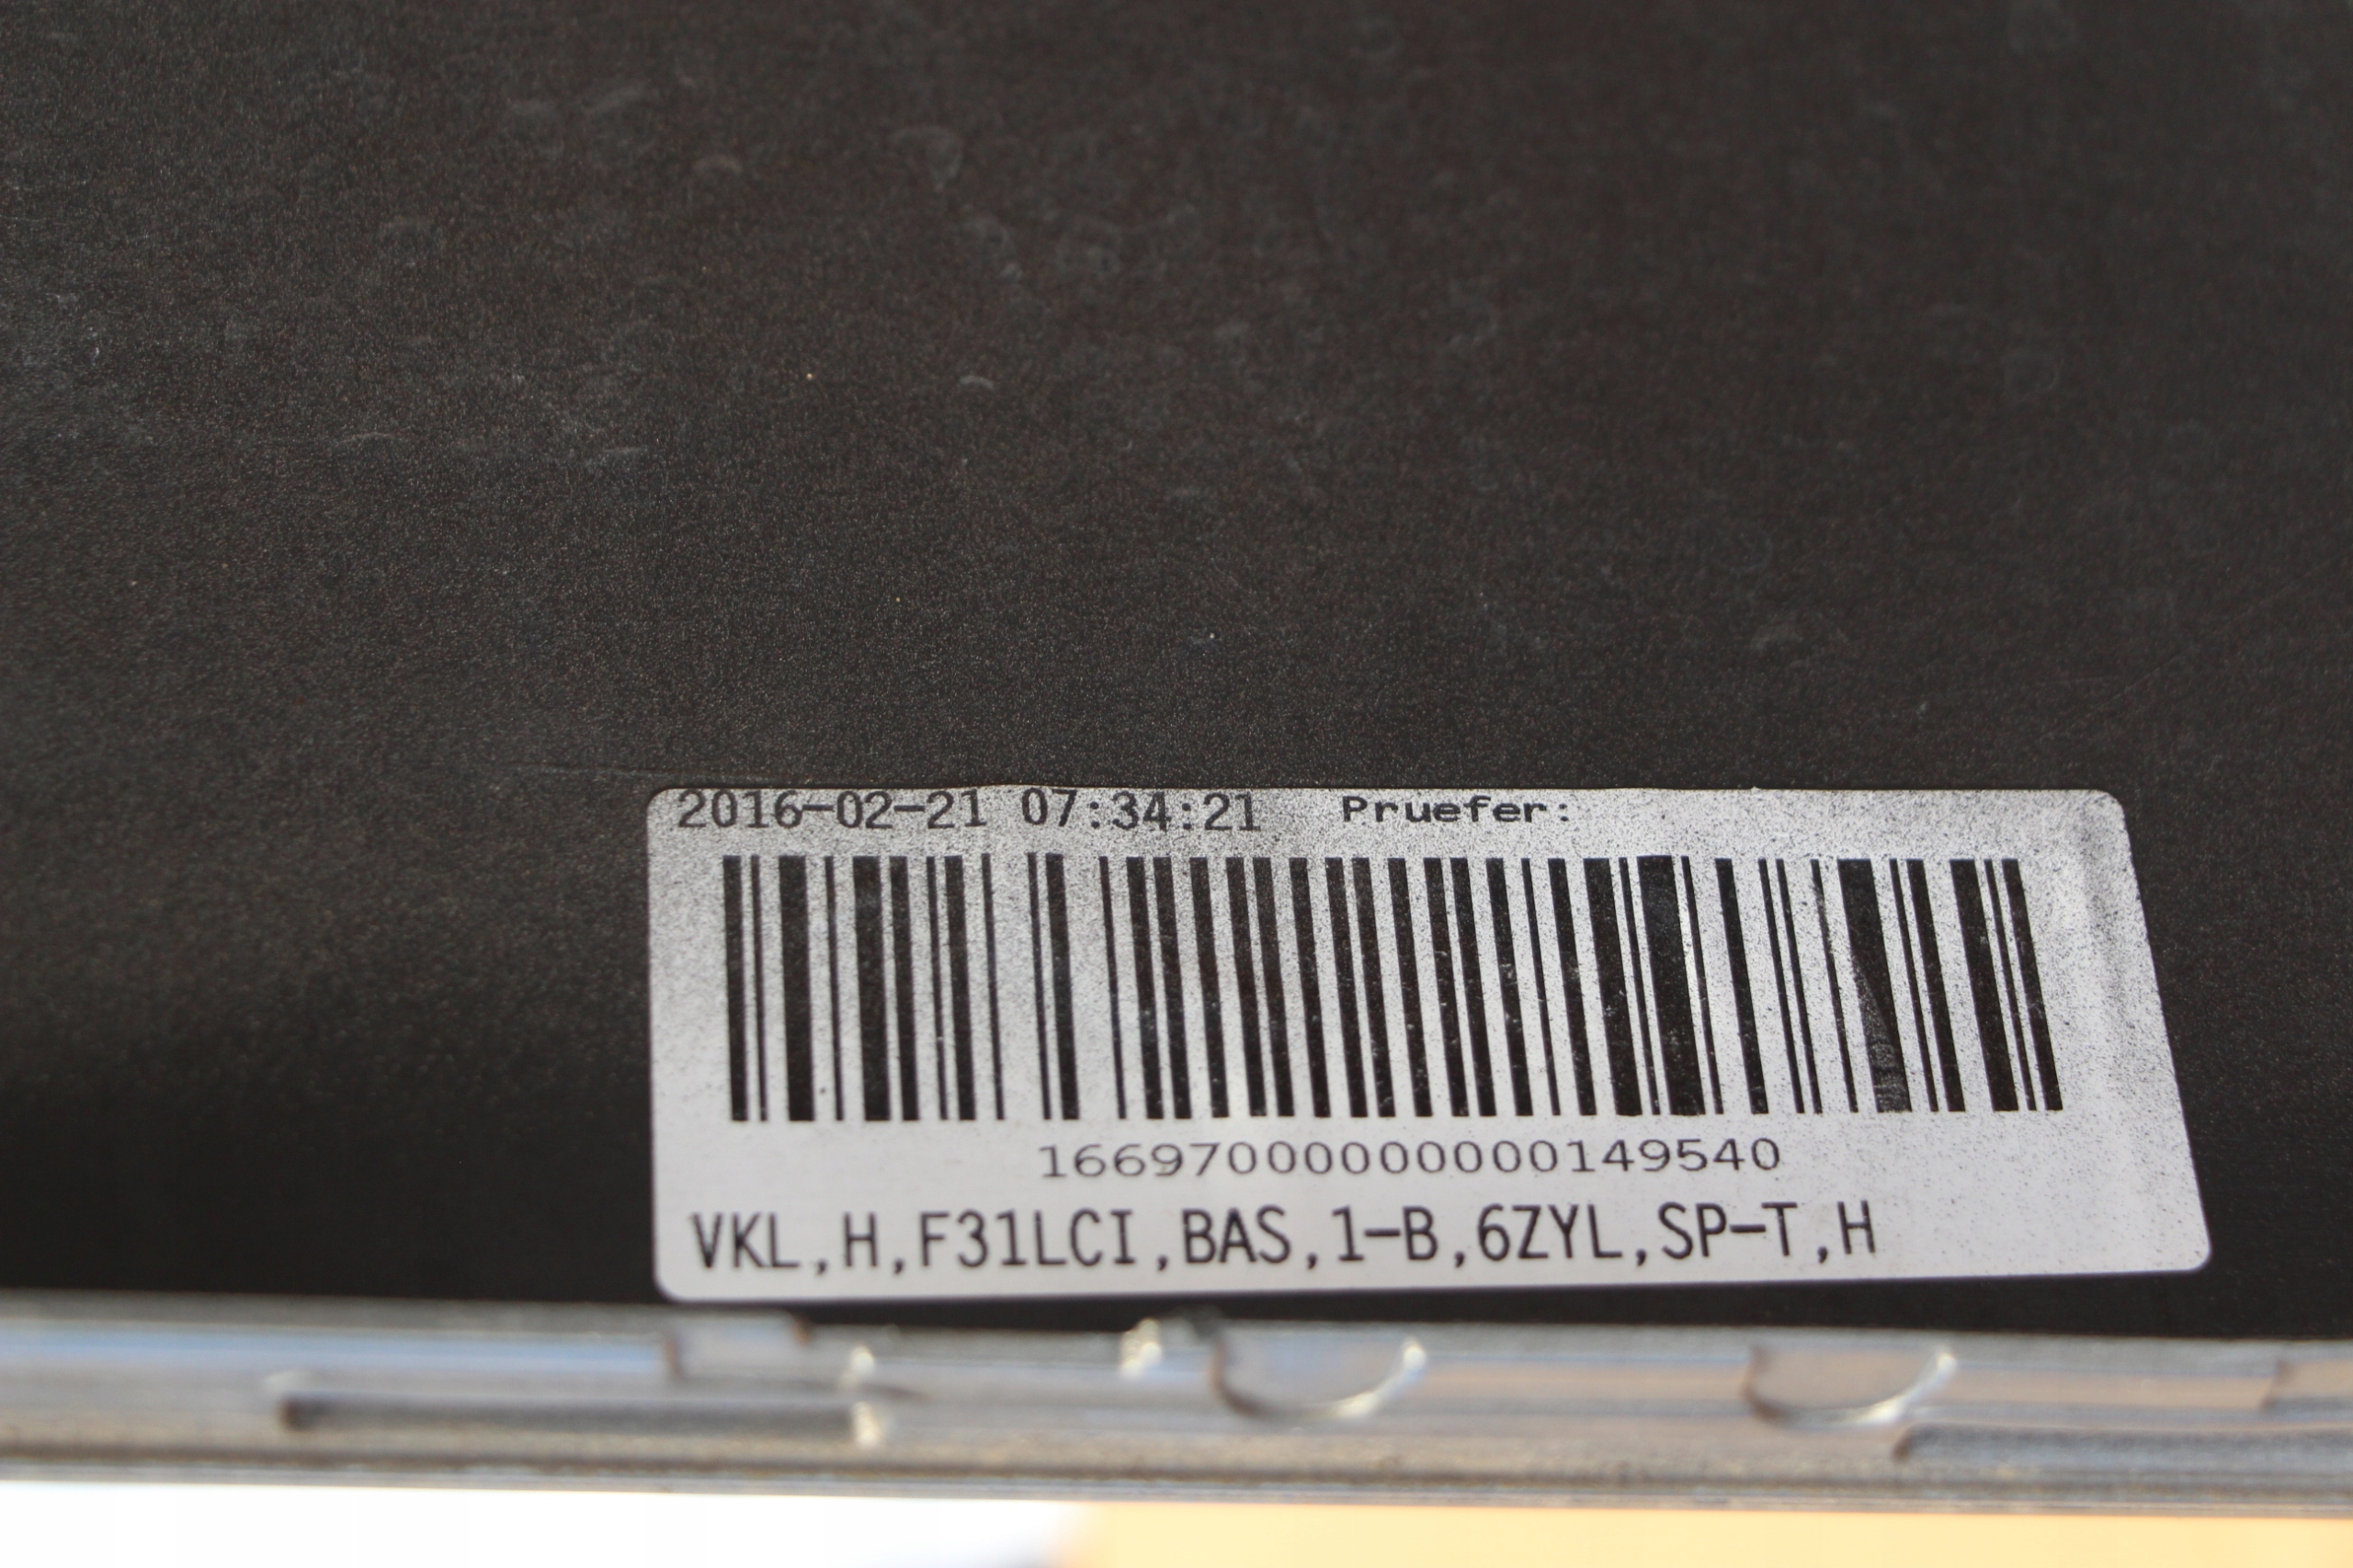 2016-02-21 07:34:21 Pruefer:
166970000000000149540
VKL,H,F31LCI,BAS,1-B,6ZYL,SP-T,H